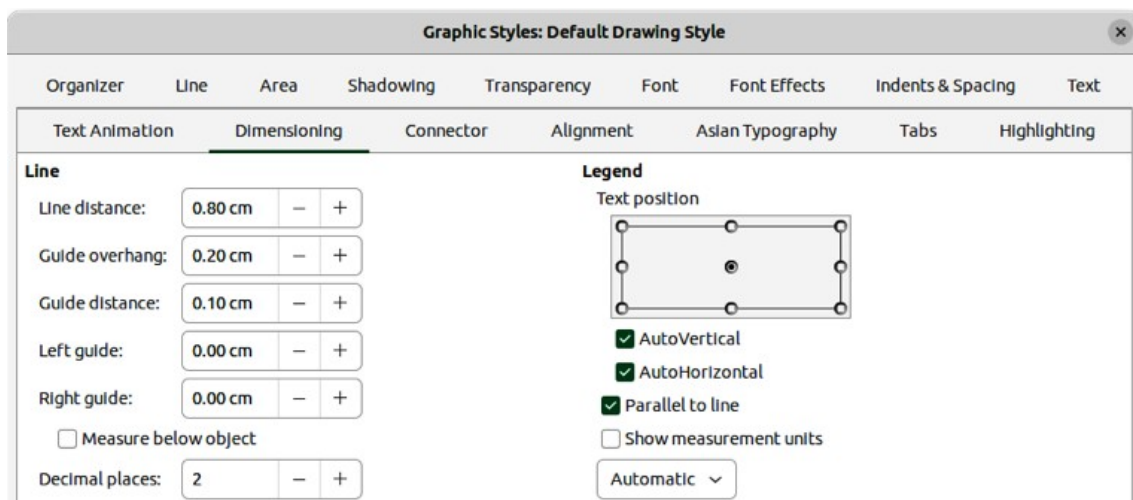 Graphic Styles: Default Drawing Style
Organizer Line Area Shadowing Transparency Font Font Effects Indents & Spacing Text
Text Animation Dimensioning Connector Alignment Asian Typography Tabs Highlighting
Line
Line distance: 0.80 cm − +
Guide overhang: 0.20 cm − +
Guide distance: 0.10 cm − +
Left guide: 0.00 cm − +
Right guide: 0.00 cm − +
Measure below object
Decimal places: 2 − +
Legend
Text position
AutoVertical
AutoHorizontal
Parallel to line
Show measurement units
Automatic